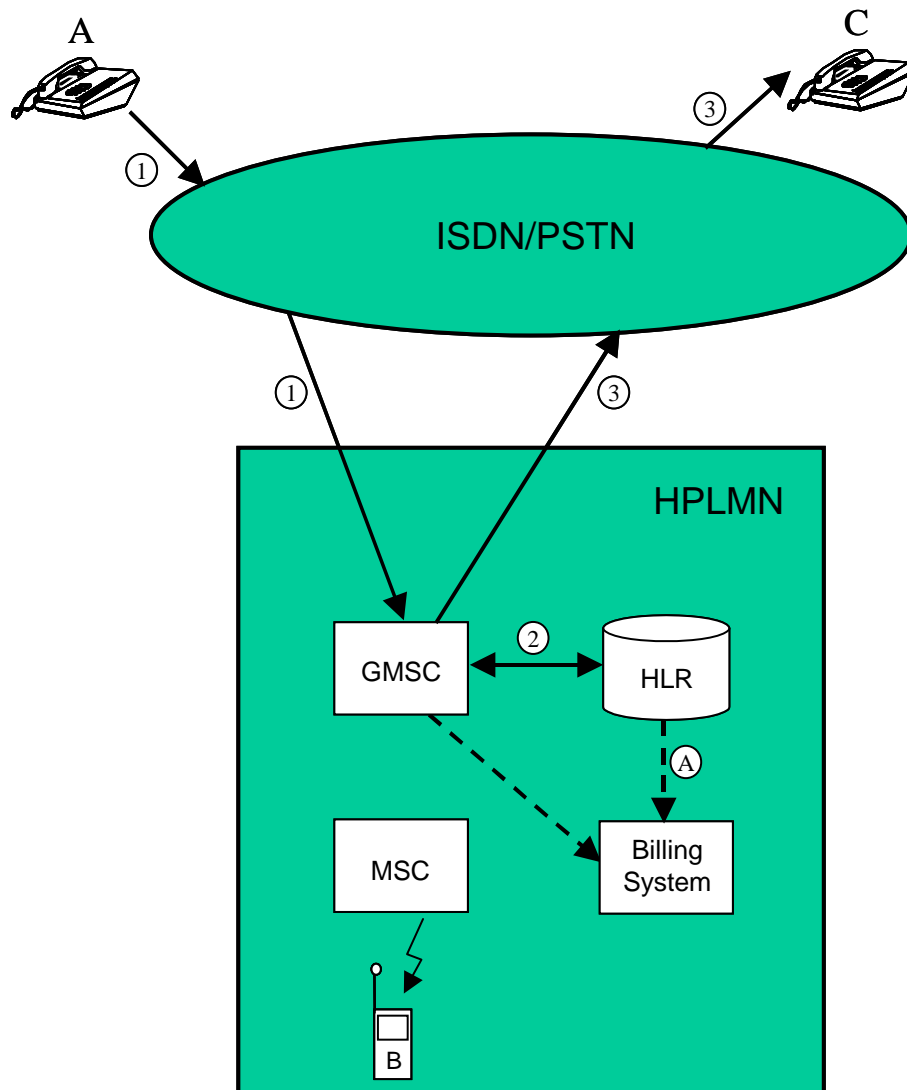 A
C
3
1
ISDN/PSTN
1
3
HPLMN
GMSC
2
HLR
A
MSC
Billing
System
B